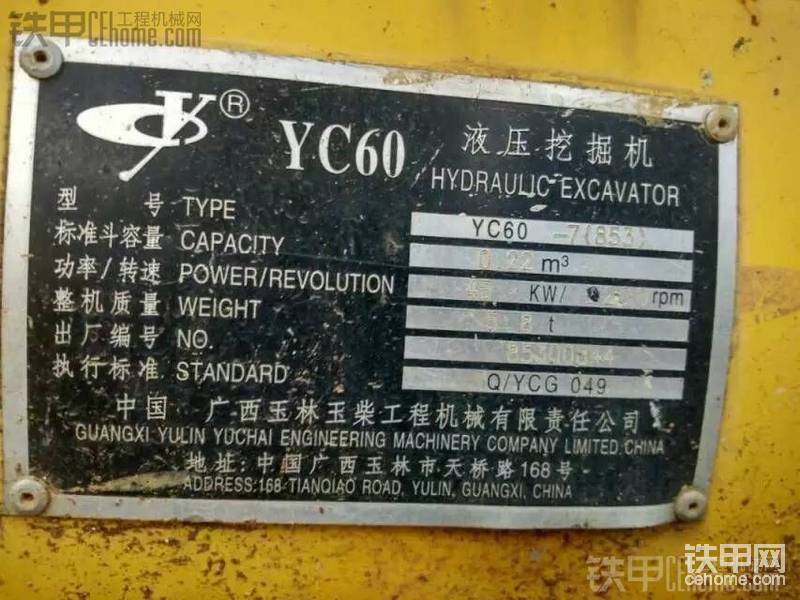 铁甲 CE 工程机械网
CEhome.com
® YC60 液压挖掘机
HYDRAULIC EXCAVATOR
型 号 TYPE YC60 -7(853)
标准斗容量 CAPACITY 0.22 m³
功率/转速 POWER/REVOLUTION KW/ rpm
整机质量 WEIGHT t
出厂编号 NO.
执行标准 STANDARD Q/YCG 049
中国 广西玉林玉柴工程机械有限责任公司
GUANGXI YULIN YUCHAI ENGINEERING MACHINERY COMPANY LIMITED.CHINA
地址:中国广西玉林市天桥路168号
ADDRESS:168 TIANQIAO ROAD, YULIN, GUANGXI, CHINA
铁甲网
cehome.com